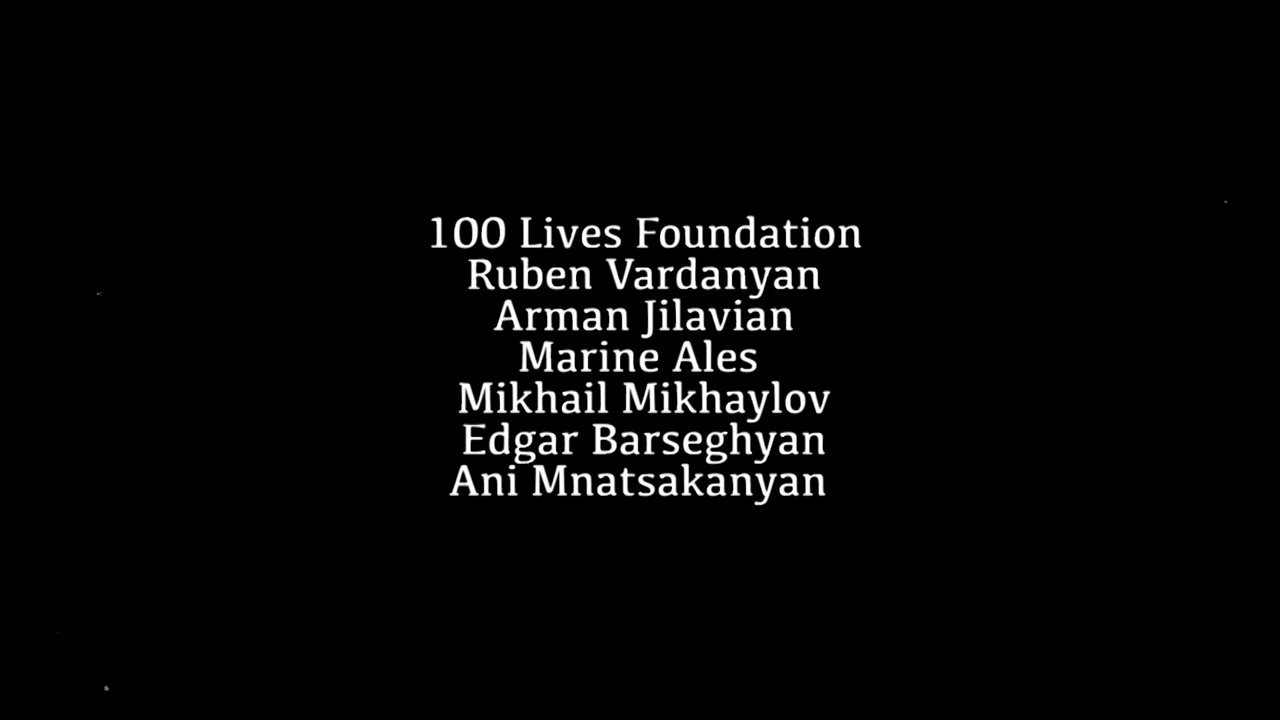 100 Lives Foundation
Ruben Vardanyan
Arman Jilavian
Marine Ales
Mikhail Mikhaylov
Edgar Barseghyan
Ani Mnatsakanyan